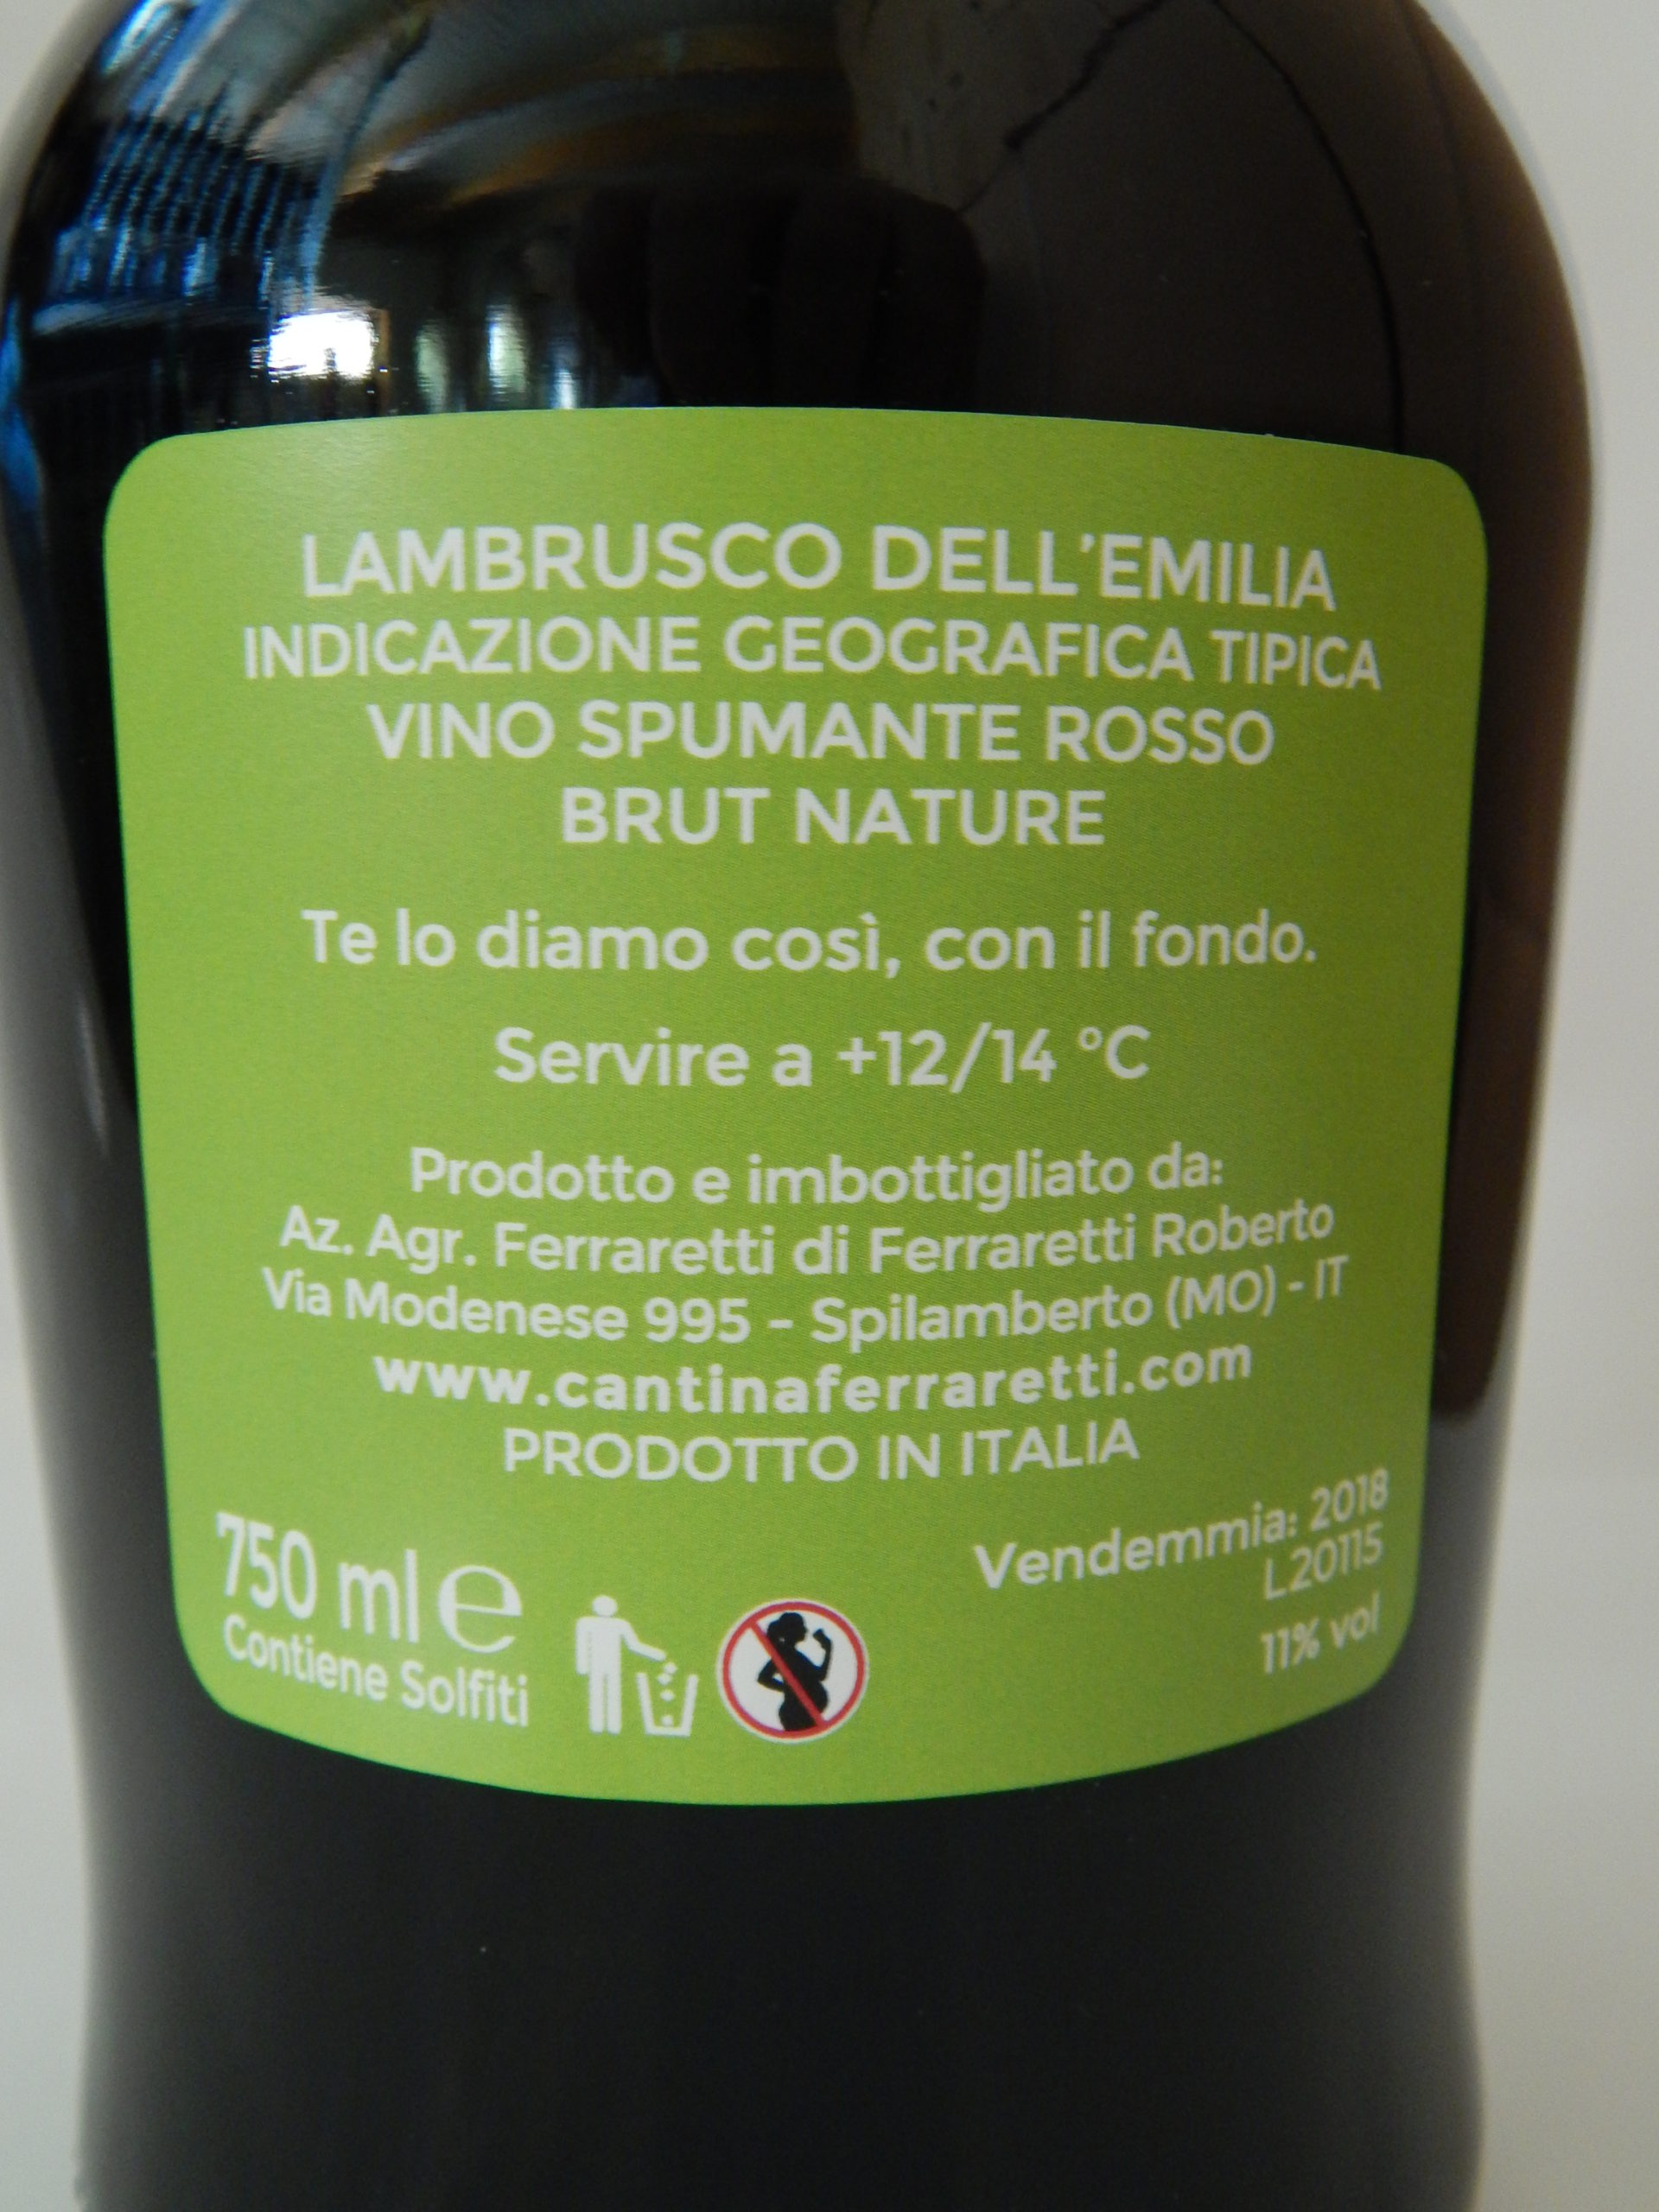 LAMBRUSCO DELL'EMILIA
INDICAZIONE GEOGRAFICA TIPICA
VINO SPUMANTE ROSSO
BRUT NATURE
Te lo diamo così, con il fondo.
Servire a +12/14 °C
Prodotto e imbottigliato da:
Az. Agr. Ferraretti di Ferraretti Roberto
Via Modenese 995 - Spilamberto (MO) - IT
www.cantinaferraretti.com
PRODOTTO IN ITALIA
750 ml e
Contiene Solfiti
Vendemmia: 2018
L20115
11% vol